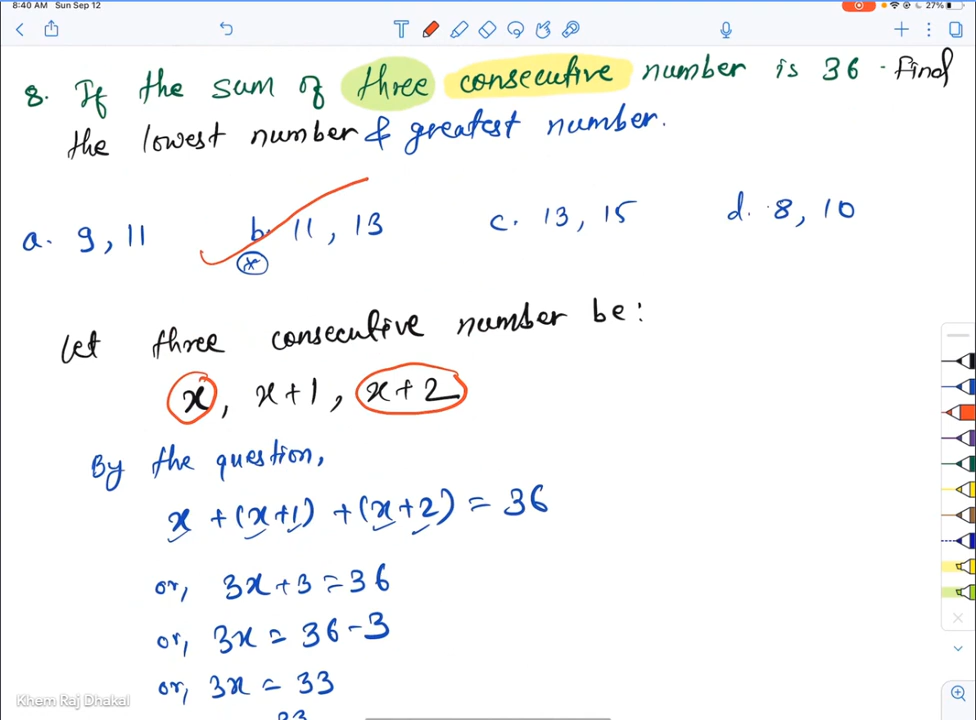 8:40 AM Sun Sep 12
27%
8. If the sum of three consecutive number is 36 . find
the lowest number & greatest number.
a. 9, 11 b. 11, 13 c. 13, 15 d. 8, 10
Let three consecutive number be:
x, x+1, x+2
By the question,
x + (x+1) + (x+2) = 36
or, 3x + 3 = 36
or, 3x = 36 - 3
or, 3x = 33
Khem Raj Dhakal